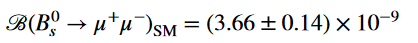 ℬ(B⁰ₛ → μ⁺μ⁻)SM = (3.66 ± 0.14) × 10⁻⁹